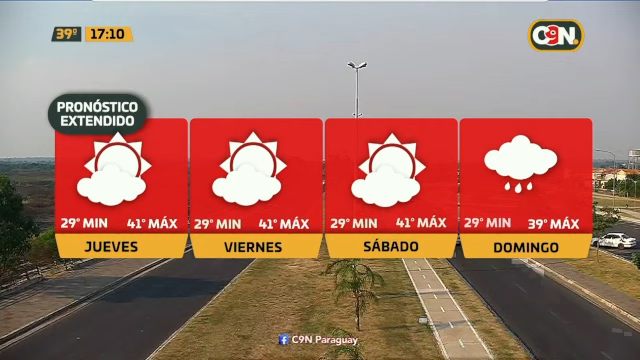 39º 17:10
C9N.
PRONÓSTICO
EXTENDIDO
29° MIN 41° MÁX
29° MIN 41° MÁX
29° MIN 41° MÁX
29° MIN 39° MÁX
JUEVES
VIERNES
SÁBADO
DOMINGO
C9N Paraguay